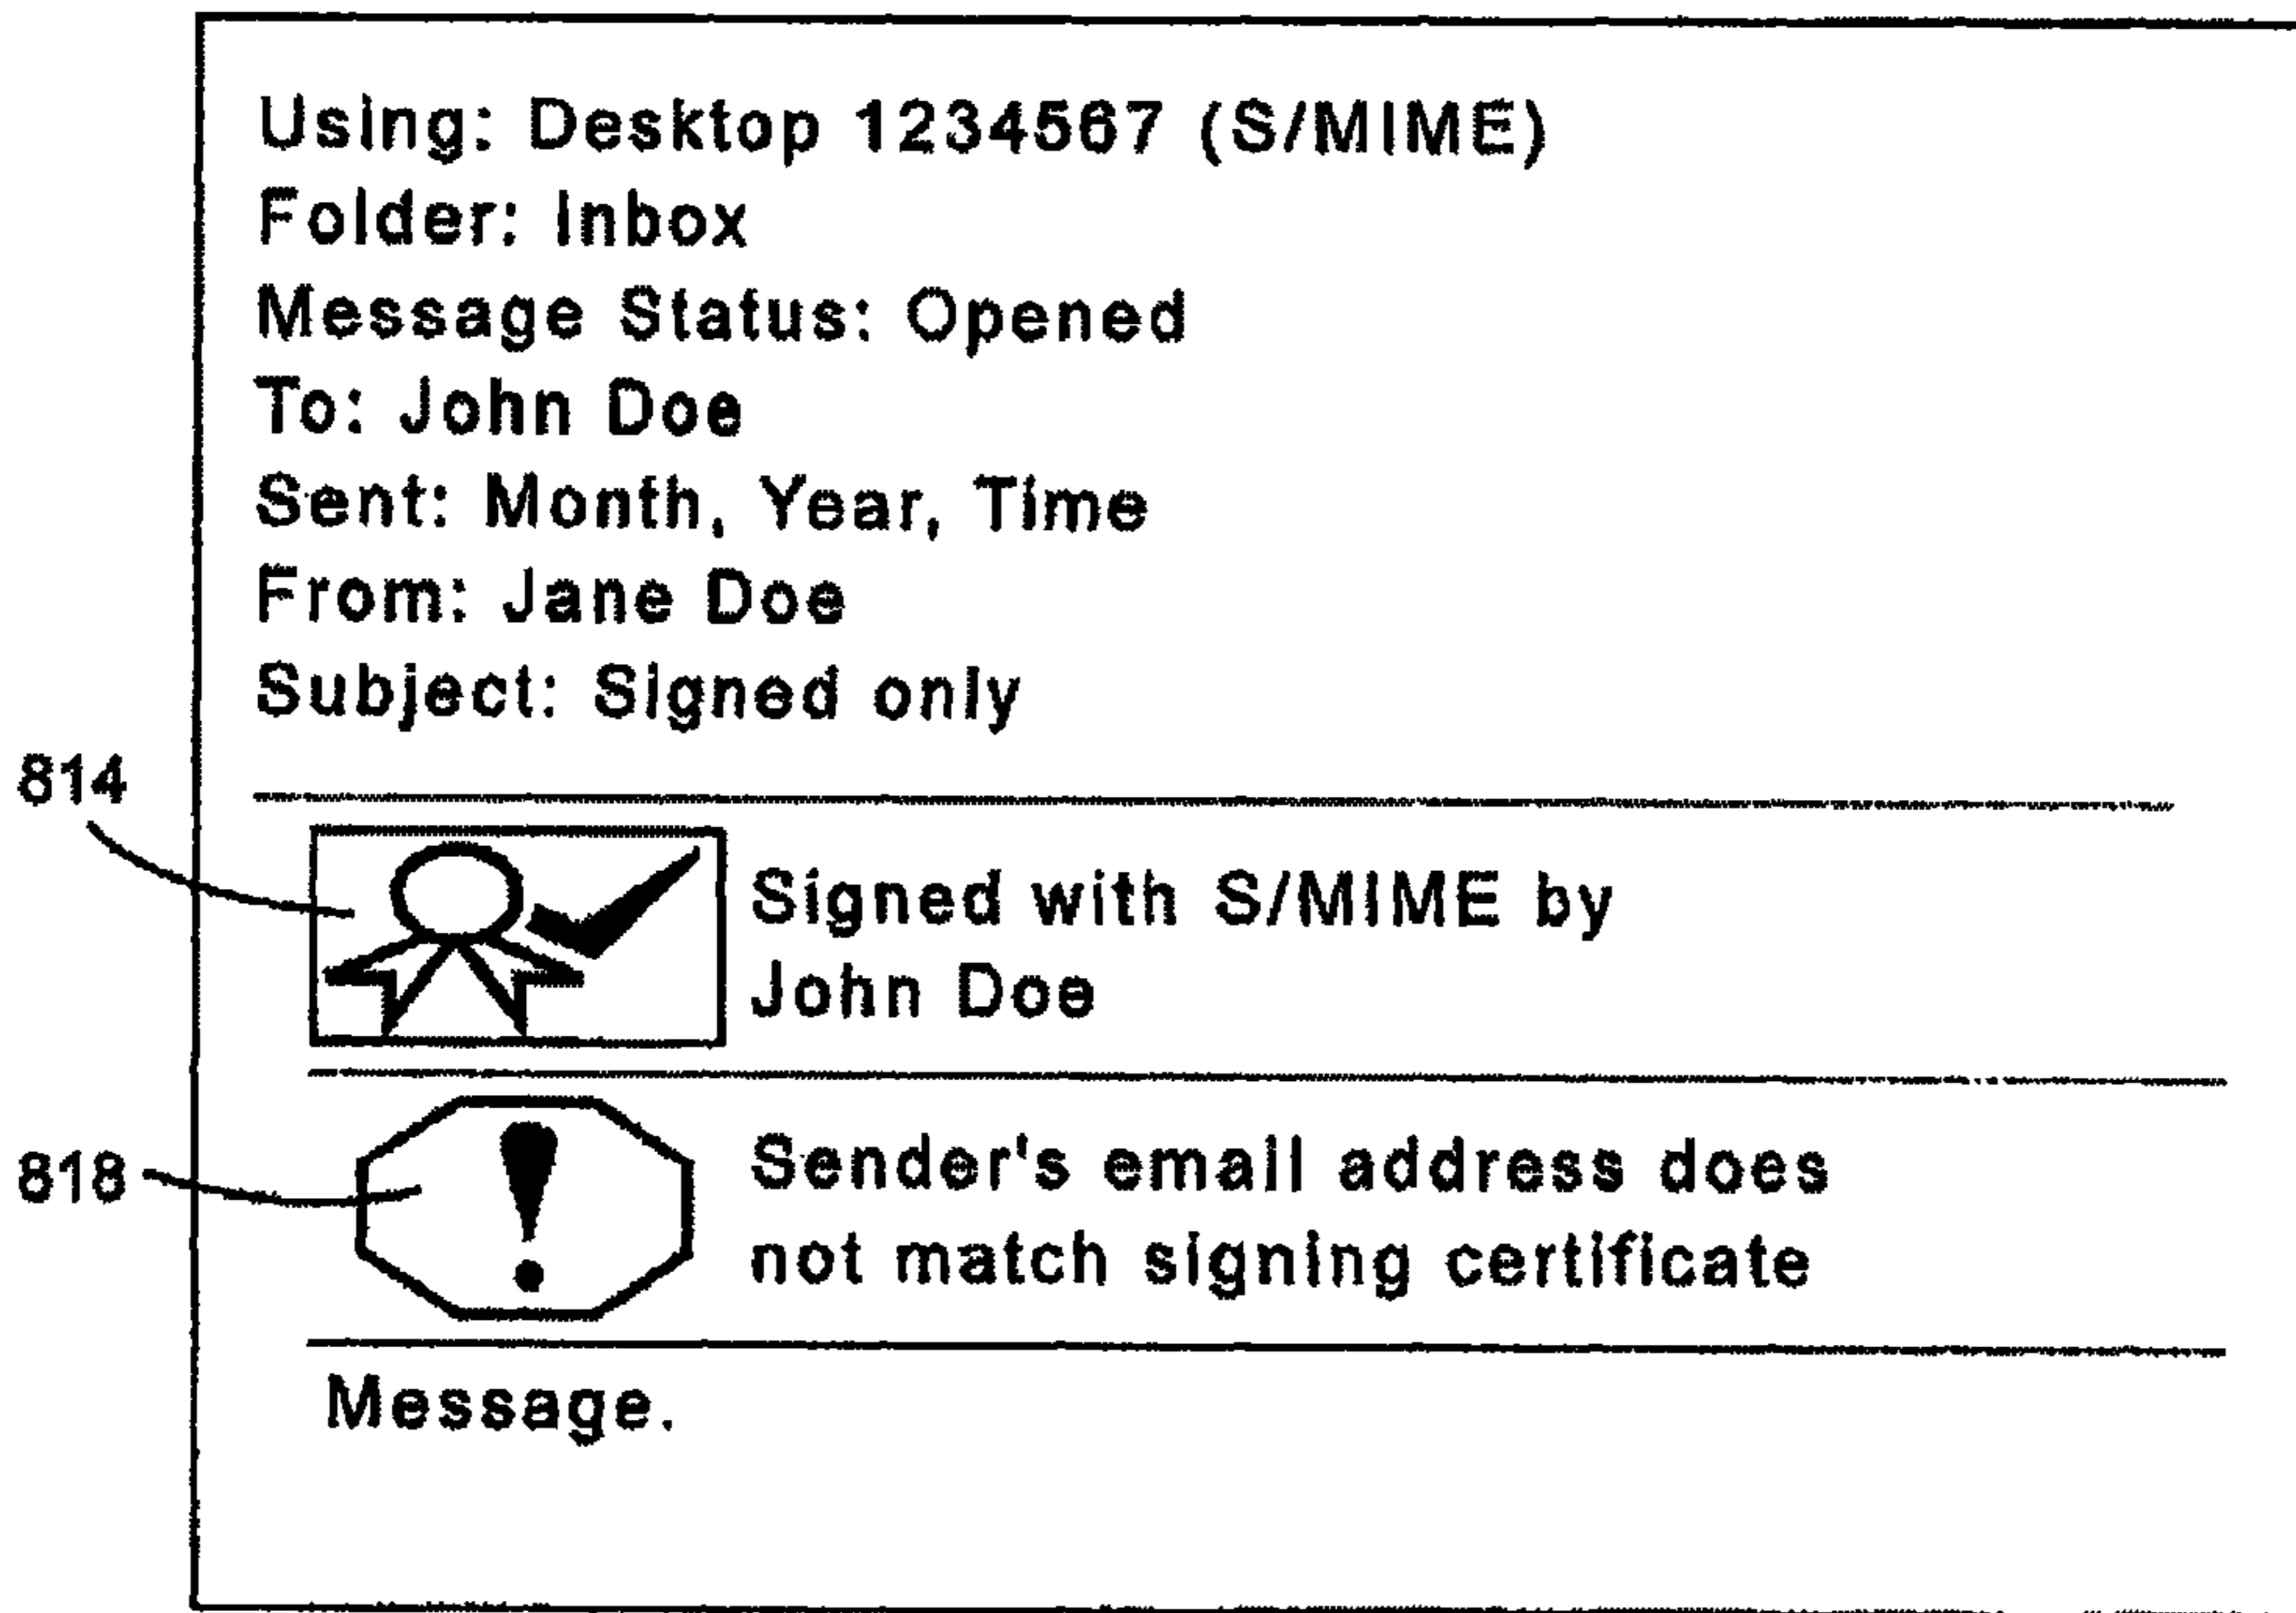 Using: Desktop 1234567 (S/MIME)
Folder: Inbox
Message Status: Opened
To: John Doe
Sent: Month, Year, Time
From: Jane Doe
Subject: Signed only
814
Signed with S/MIME by
John Doe
818
Sender's email address does
not match signing certificate
Message.